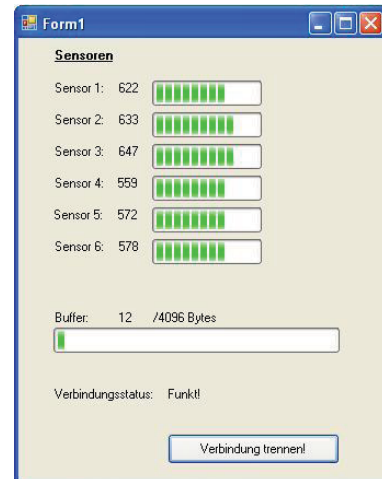 Form1
Sensoren
Sensor 1: 622
Sensor 2: 633
Sensor 3: 647
Sensor 4: 559
Sensor 5: 572
Sensor 6: 578
Buffer: 12 /4096 Bytes
Verbindungsstatus: Funkt!
Verbindung trennen!